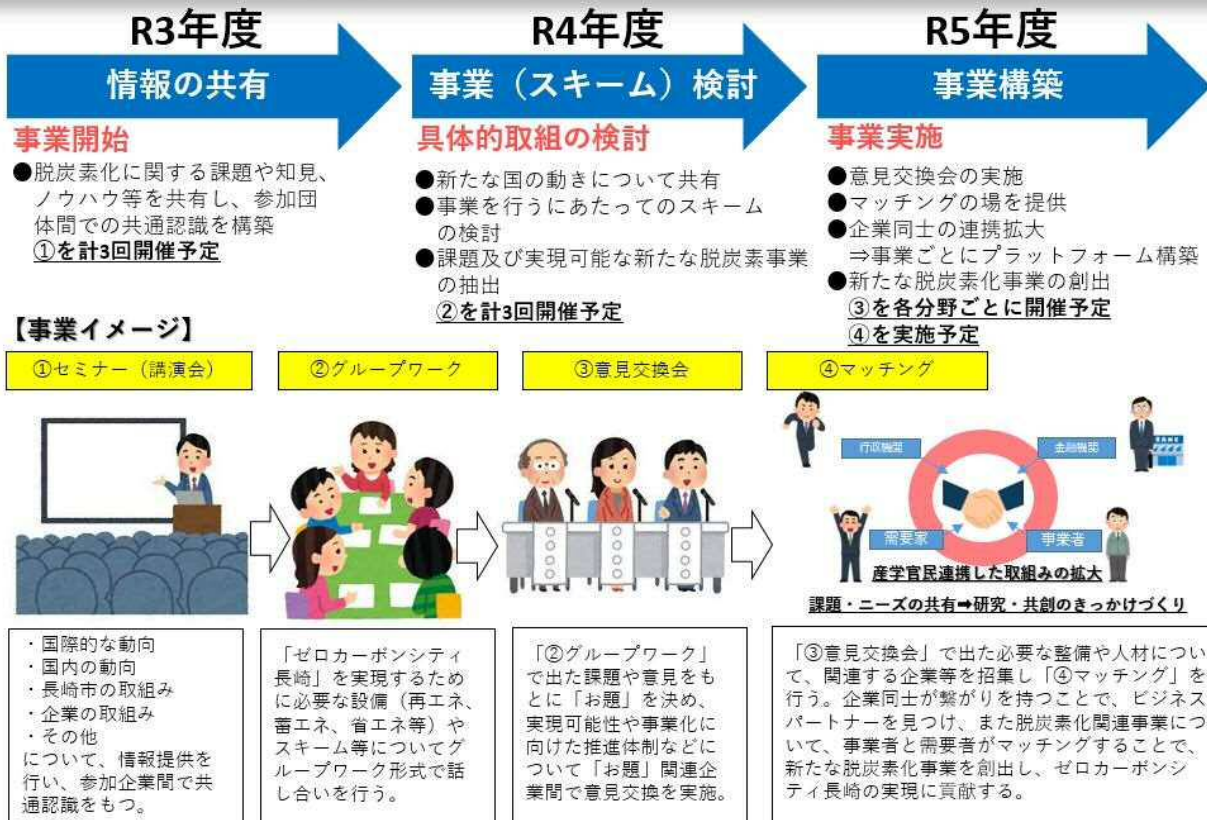 R3年度
情報の共有
事業開始
●脱炭素化に関する課題や知見、
ノウハウ等を共有し、参加団
体間での共通認識を構築
①を計3回開催予定
R4年度
事業（スキーム）検討
具体的取組の検討
●新たな国の動きについて共有
●事業を行うにあたってのスキーム
の検討
●課題及び実現可能な新たな脱炭素事業
の抽出
②を計3回開催予定
R5年度
事業構築
事業実施
●意見交換会の実施
●マッチングの場を提供
●企業同士の連携拡大
⇒事業ごとにプラットフォーム構築
●新たな脱炭素化事業の創出
③を各分野ごとに開催予定
④を実施予定
【事業イメージ】
①セミナー（講演会）
②グループワーク
③意見交換会
④マッチング
行政機関
金融機関
BANK
需要家
事業者
産学官民連携した取組みの拡大
課題・ニーズの共有➡研究・共創のきっかけづくり
・国際的な動向
・国内の動向
・長崎市の取組み
・企業の取組み
・その他
について、情報提供を
行い、参加企業間で共
通認識をもつ。
「ゼロカーボンシティ
長崎」を実現するため
に必要な設備（再エネ、
蓄エネ、省エネ等）や
スキーム等についてグ
ループワーク形式で話
し合いを行う。
「②グループワーク」
で出た課題や意見をも
とに「お題」を決め、
実現可能性や事業化に
向けた推進体制などに
ついて「お題」関連企
業間で意見交換を実施。
「③意見交換会」で出た必要な整備や人材につい
て、関連する企業等を招集し「④マッチング」を
行う。企業同士が繋がりを持つことで、ビジネス
パートナーを見つけ、また脱炭素化関連事業につ
いて、事業者と需要者がマッチングすることで、
新たな脱炭素化事業を創出し、ゼロカーボンシ
ティ長崎の実現に貢献する。